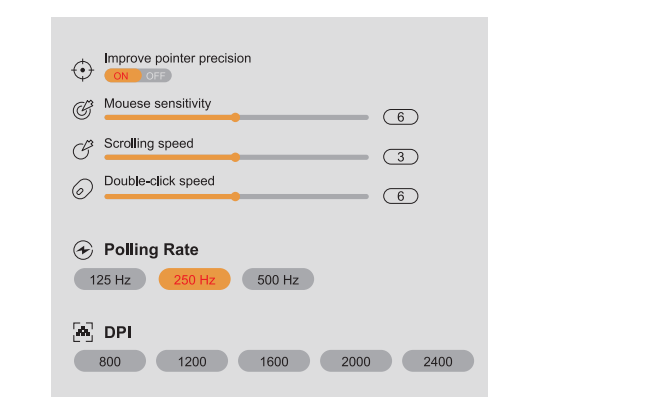 Improve pointer precision
ON OFF
Mouese sensitivity
6
Scrolling speed
3
Double-click speed
6
Polling Rate
125 Hz 250 Hz 500 Hz
DPI
800 1200 1600 2000 2400